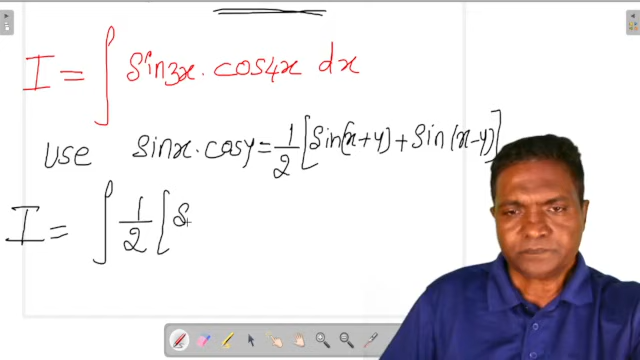 I = ∫ sin3x . cos4x dx
use sinx . cosy = 1/2 [sin(x+y) + sin(x-y)]
I = ∫ 1/2 [s